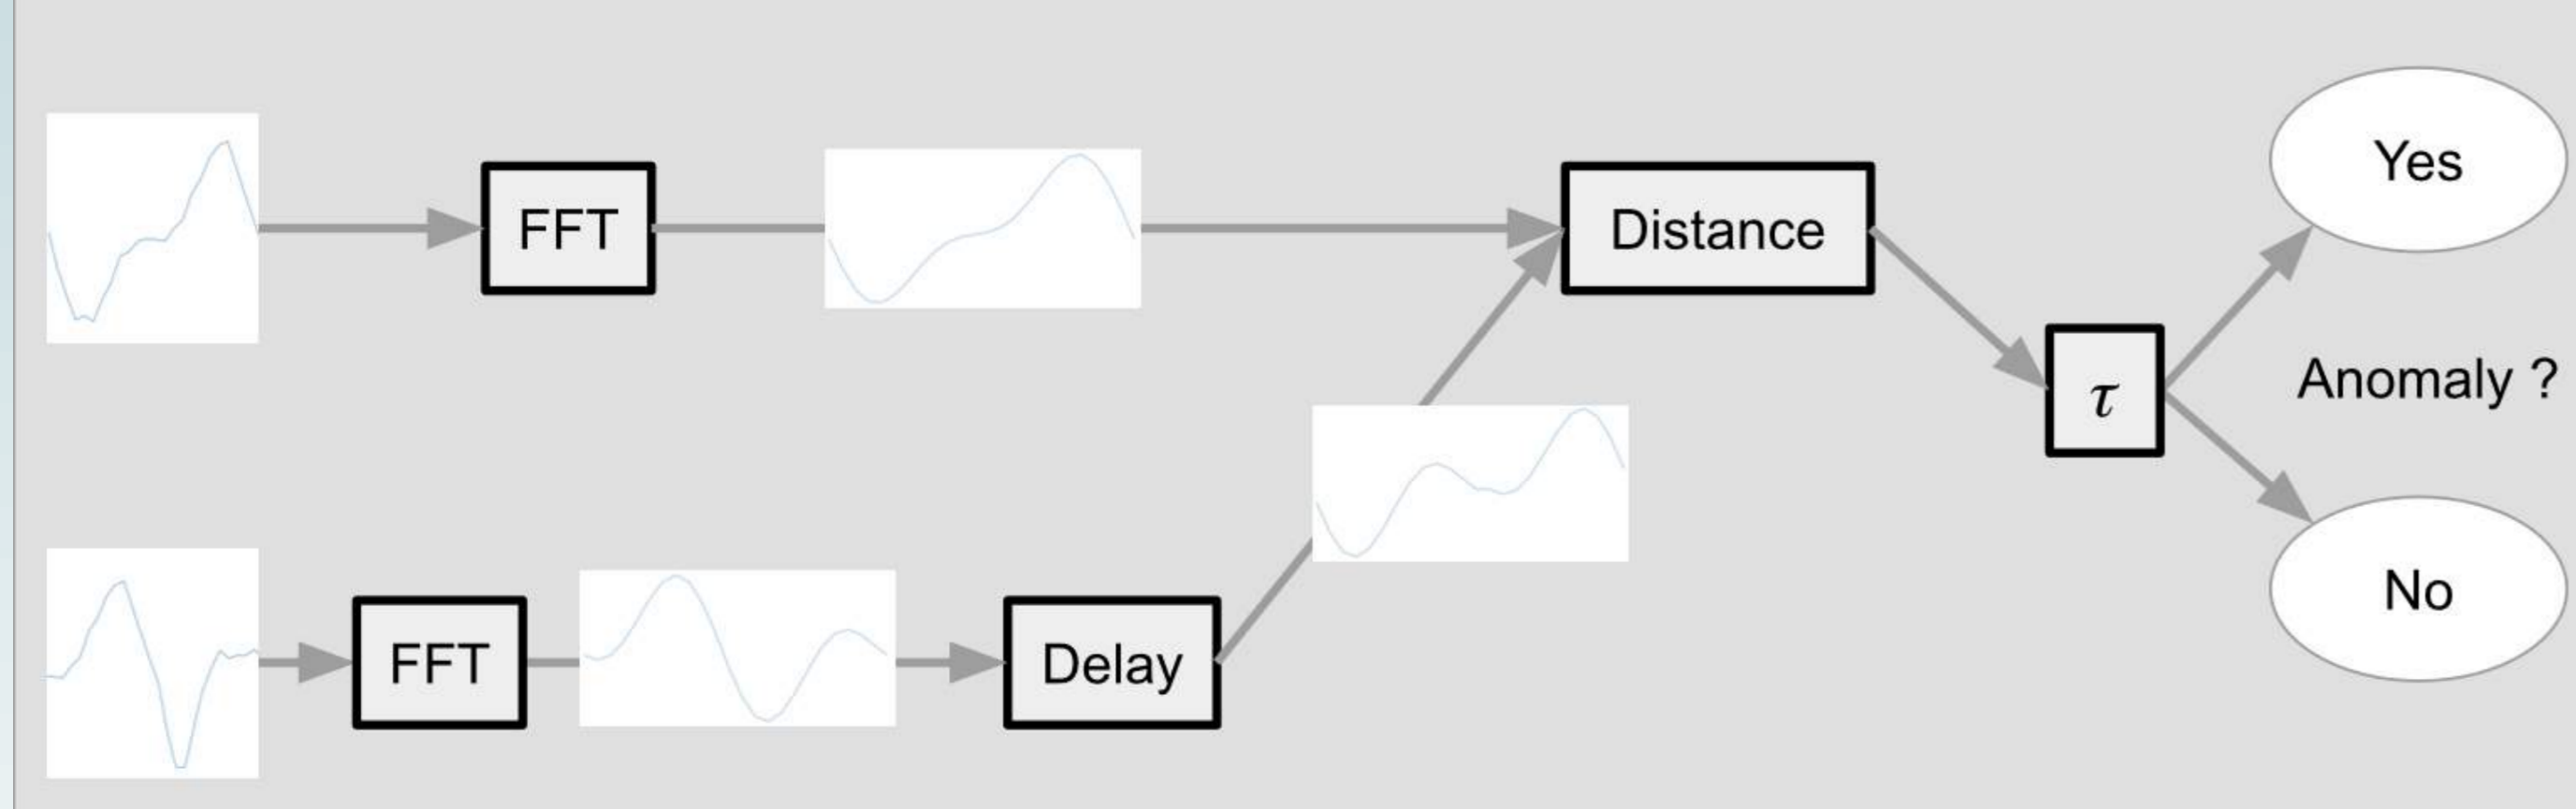 Yes
FFT
Distance
Anomaly ?
τ
No
FFT
Delay